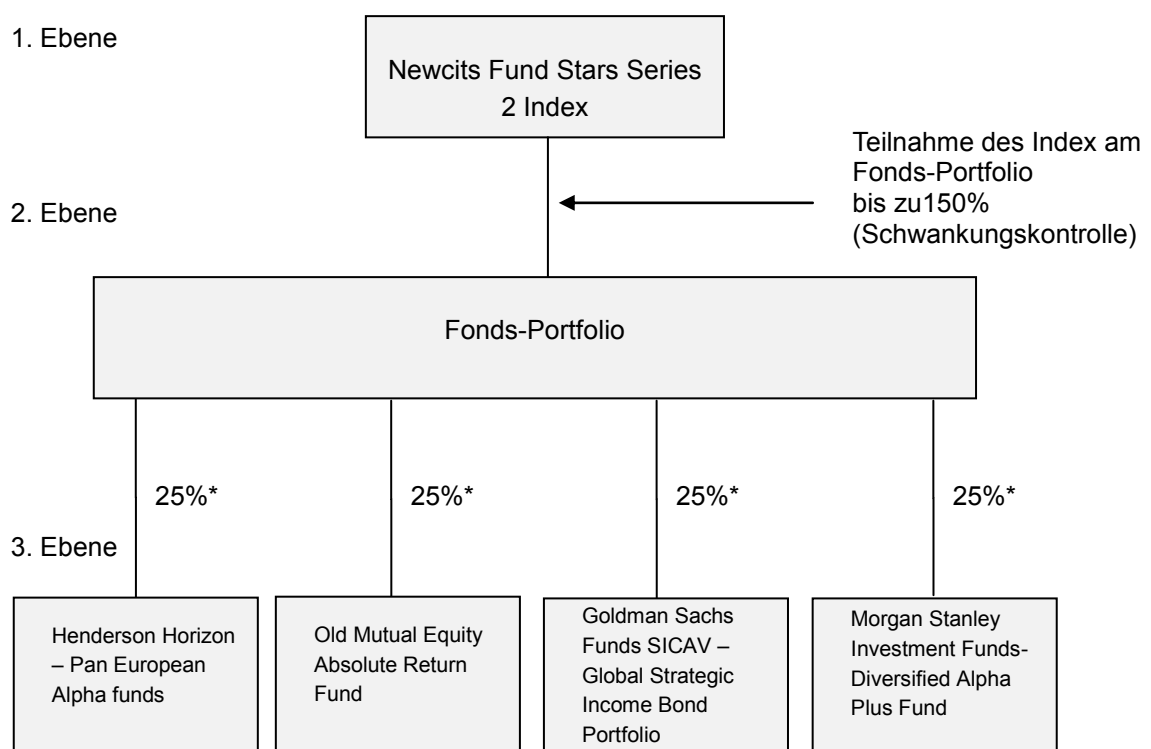 1. Ebene
Newcits Fund Stars Series
2 Index
Teilnahme des Index am
Fonds-Portfolio
bis zu150%
(Schwankungskontrolle)
2. Ebene
Fonds-Portfolio
25%*
25%*
25%*
25%*
3. Ebene
Henderson Horizon
– Pan European
Alpha funds
Old Mutual Equity
Absolute Return
Fund
Goldman Sachs
Funds SICAV –
Global Strategic
Income Bond
Portfolio
Morgan Stanley
Investment Funds-
Diversified Alpha
Plus Fund